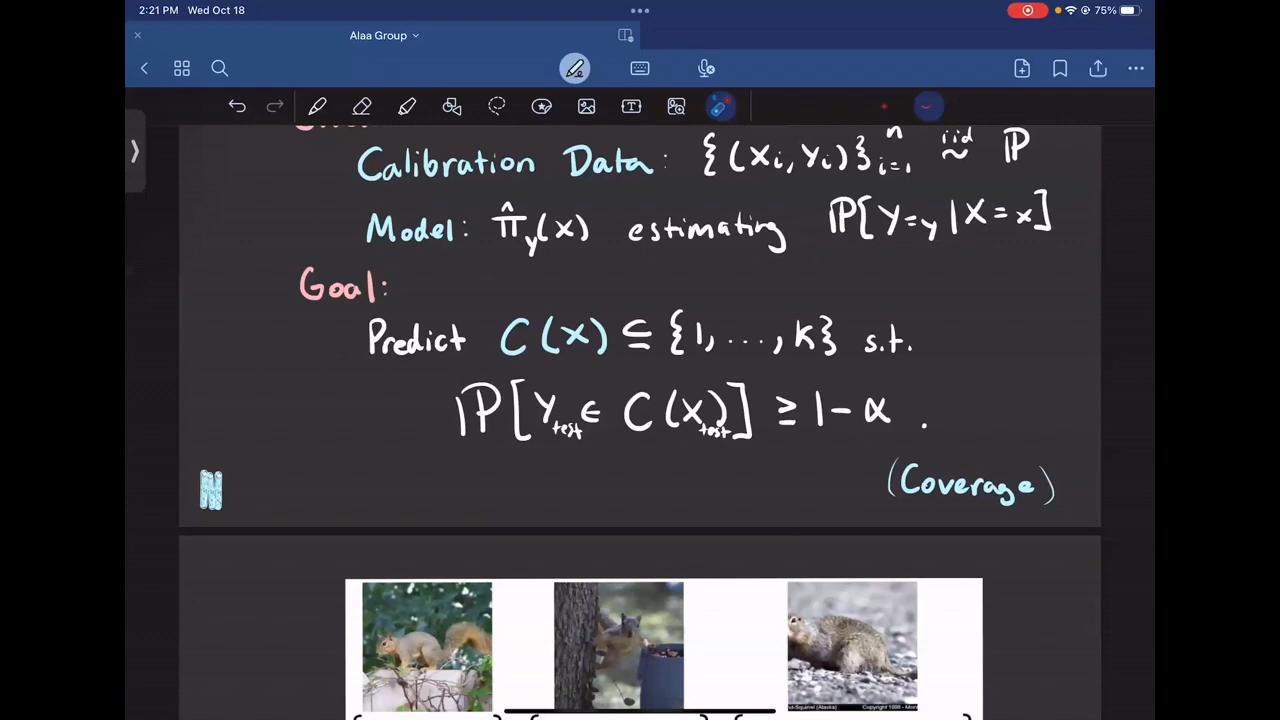 2:21 PM Wed Oct 18
75%
Alaa Group
Calibration Data: {(Xi, Yi)}ⁿi=1 iid ~ ℙ
Model: π̂y(x) estimating ℙ[Y=y | X=x]
Goal:
Predict C(X) ⊆ {1, ..., K} s.t.
ℙ[Ytest ∈ C(Xtest)] ≥ 1-α .
(Coverage)